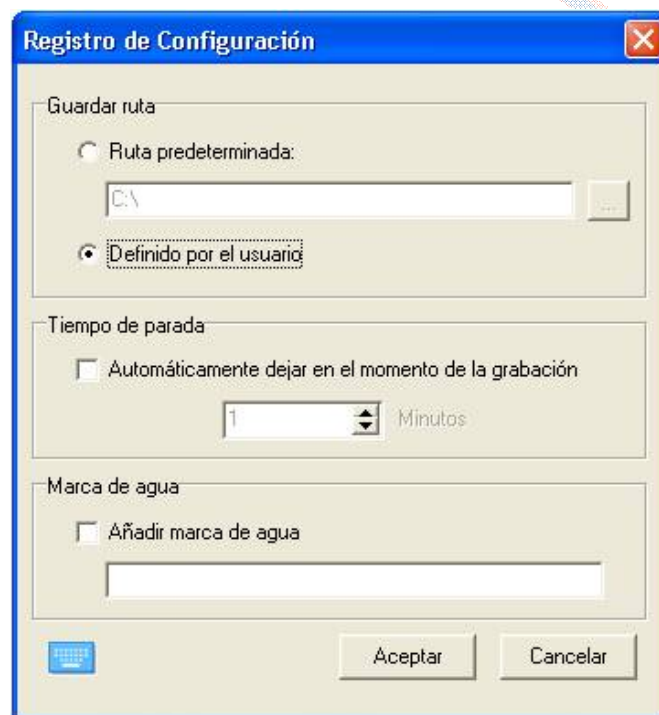 Registro de Configuración
Guardar ruta
Ruta predeterminada:
C:\
...
Definido por el usuario
Tiempo de parada
Automáticamente dejar en el momento de la grabación
1 Minutos
Marca de agua
Añadir marca de agua
Aceptar Cancelar